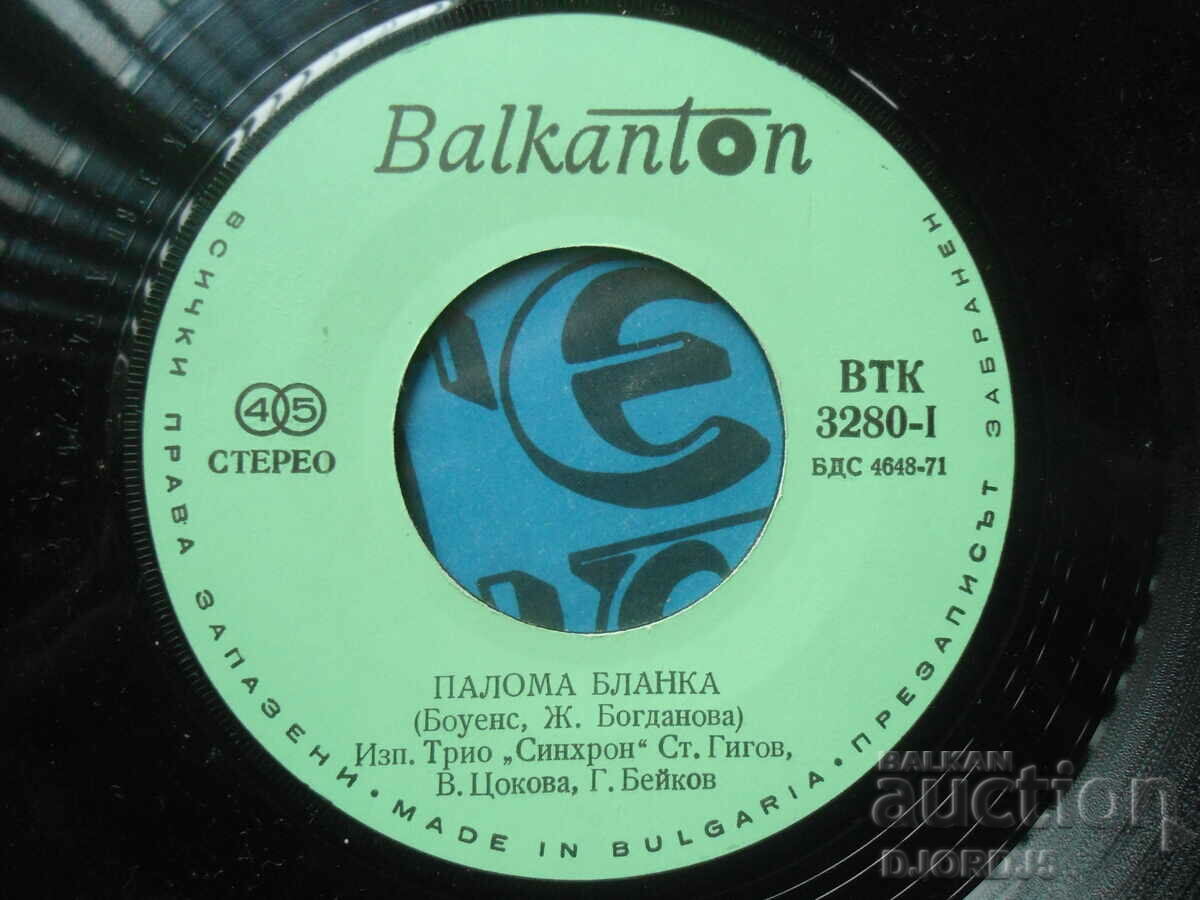 Balkanton
ВСИЧКИ ПРАВА ЗАПАЗЕНИ · MADE IN BULGARIA · ПРЕЗАПИСЪТ ЗАБРАНЕН
45
СТЕРЕО
ВТК
3280-I
БДС 4648-71
ПАЛОМА БЛАНКА
(Боуенс, Ж. Богданова)
Изп. Трио „Синхрон“ Ст. Гигов,
В. Цокова, Г. Бейков
BALKAN
auction